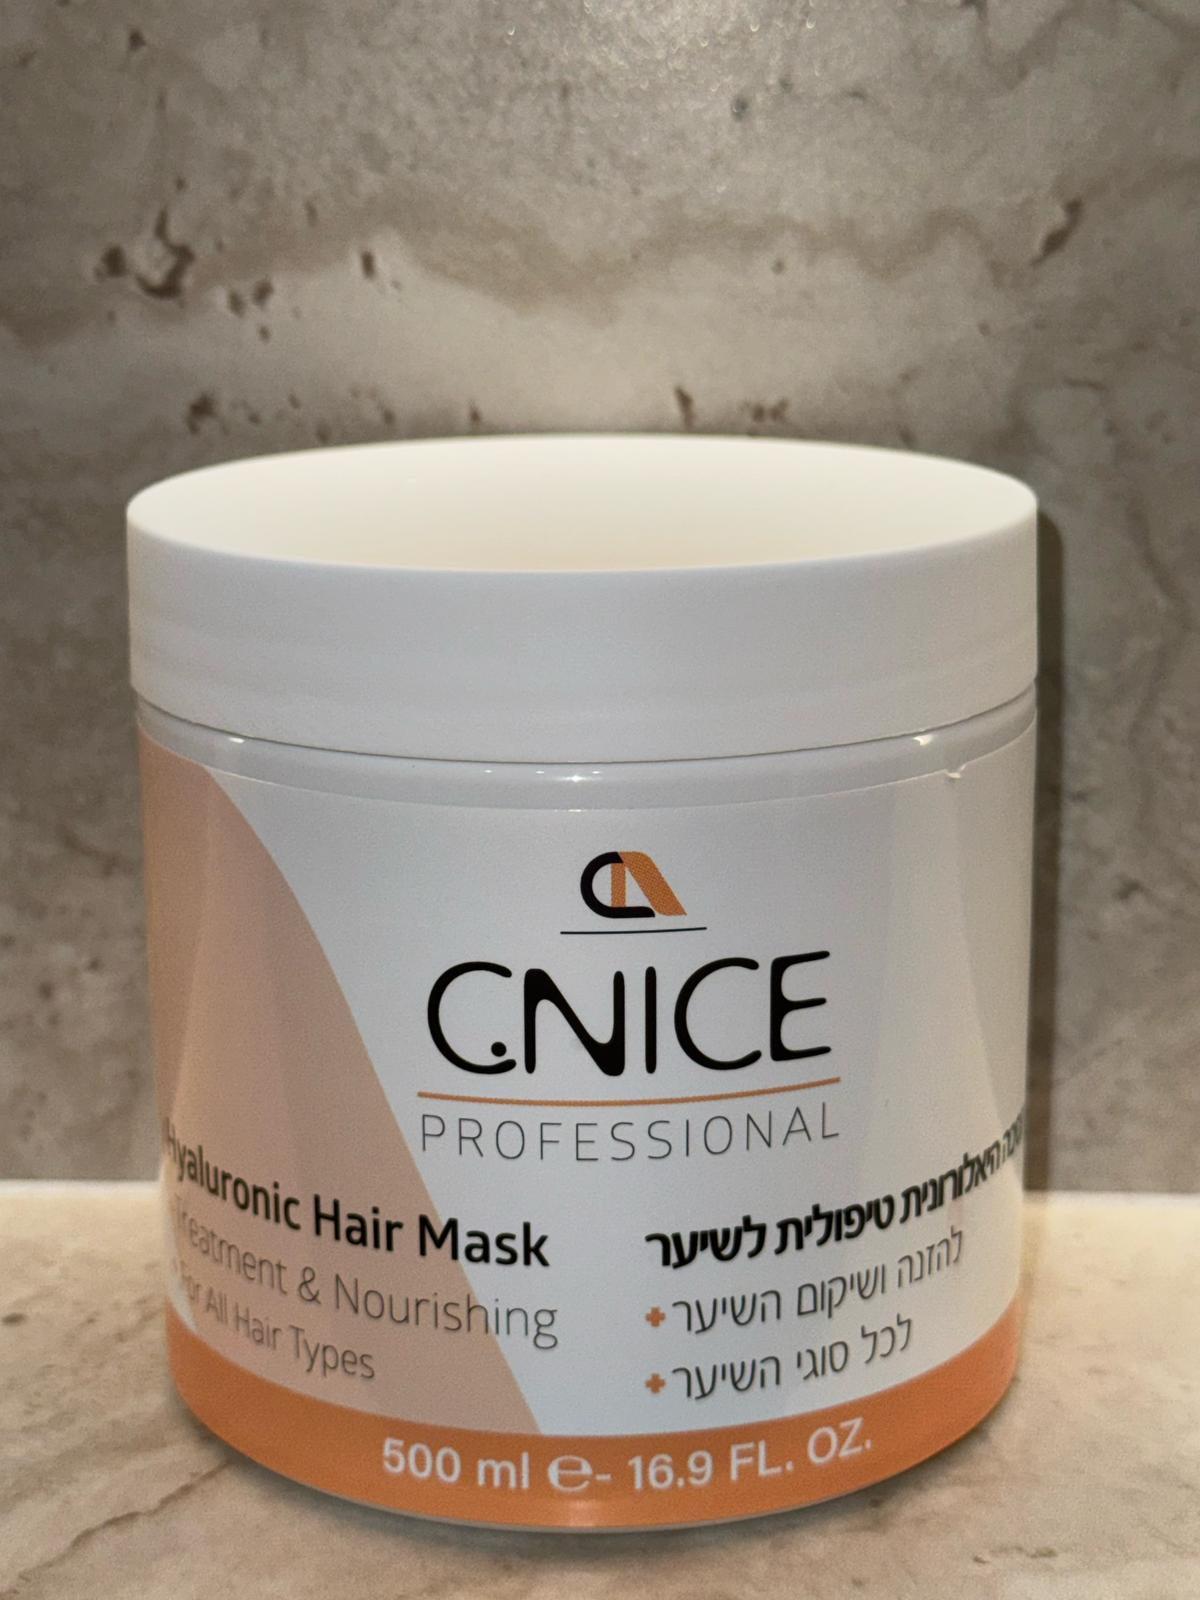 C.NICE
PROFESSIONAL
Hyaluronic Hair Mask
Treatment & Nourishing
For All Hair Types
מסכה היאלורונית טיפולית לשיער
להזנה ושיקום השיער
לכל סוגי השיער
500 ml ℮- 16.9 FL. OZ.